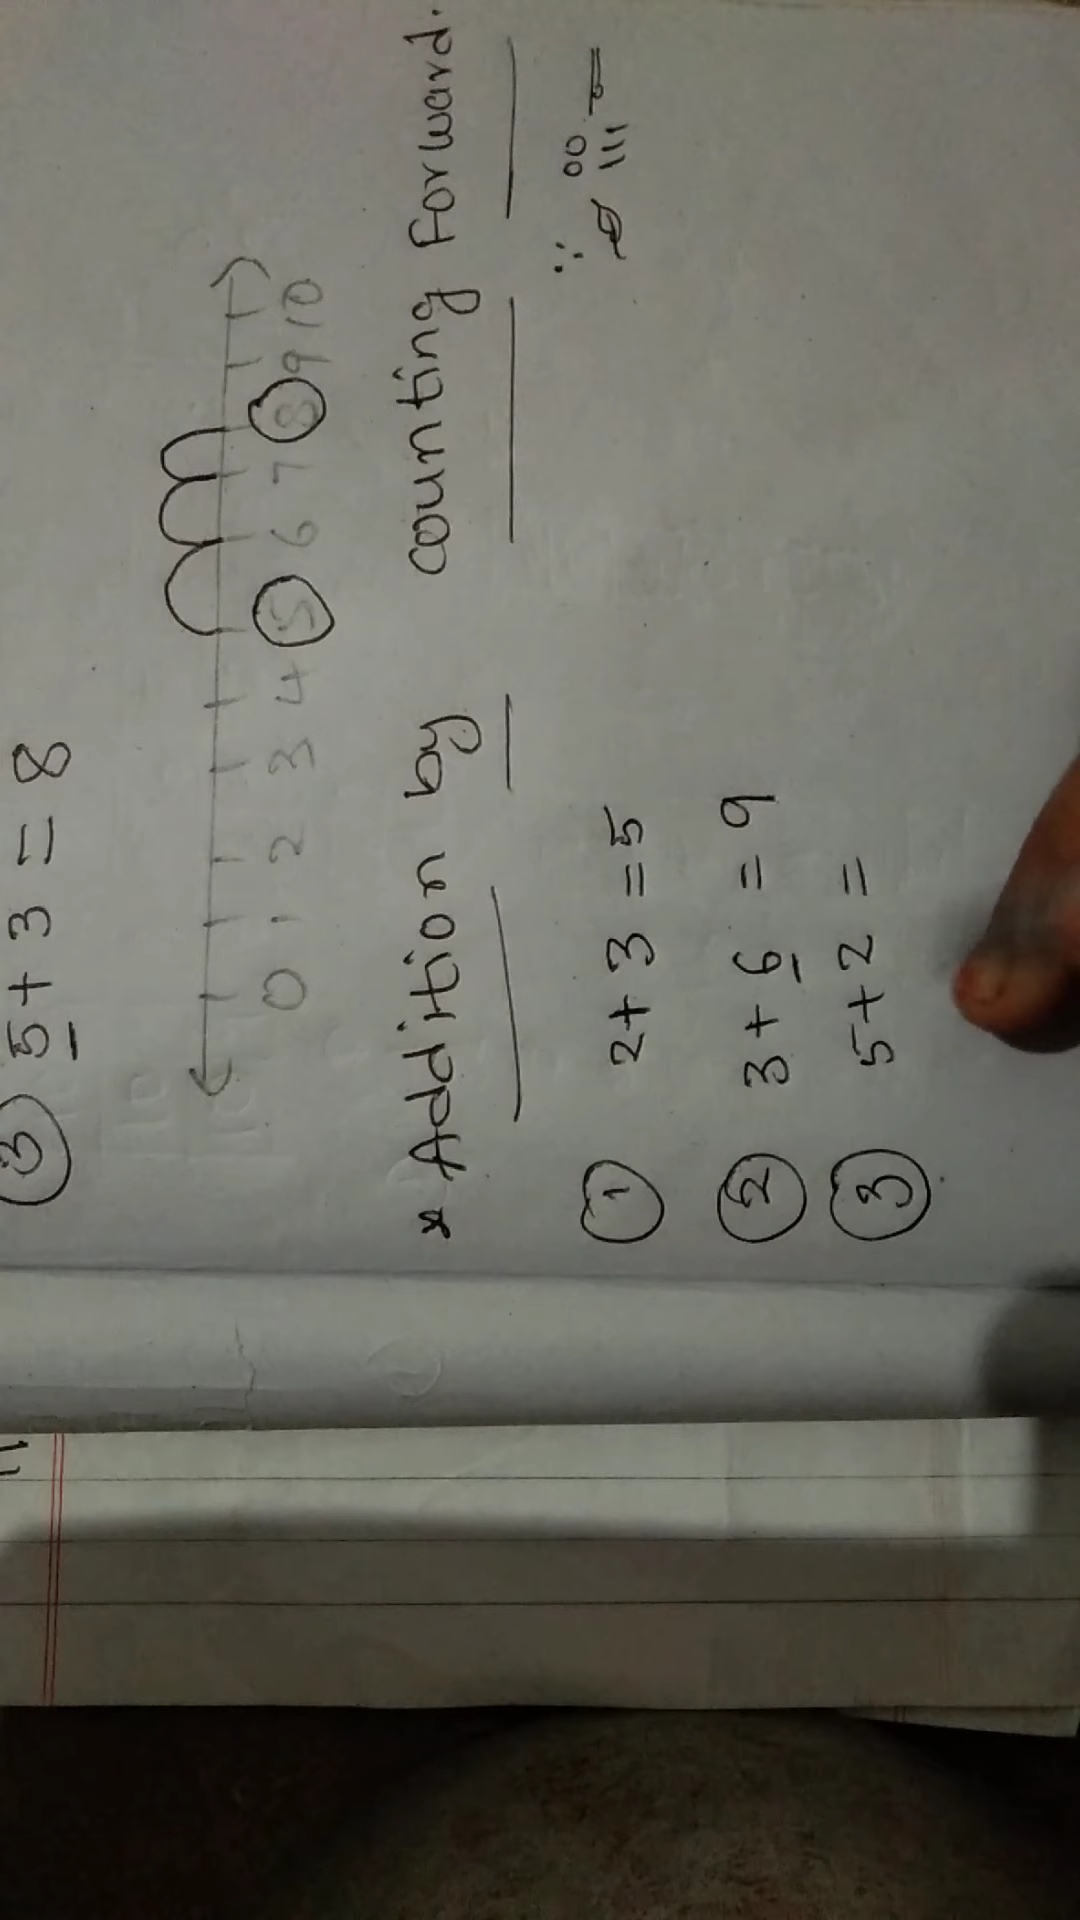 ③ 5 + 3 = 8
0 1 2 3 4 5 6 7 8 9 10
* Addition by counting forward.
① 2 + 3 = 5
② 3 + 6 = 9
③ 5 + 2 =